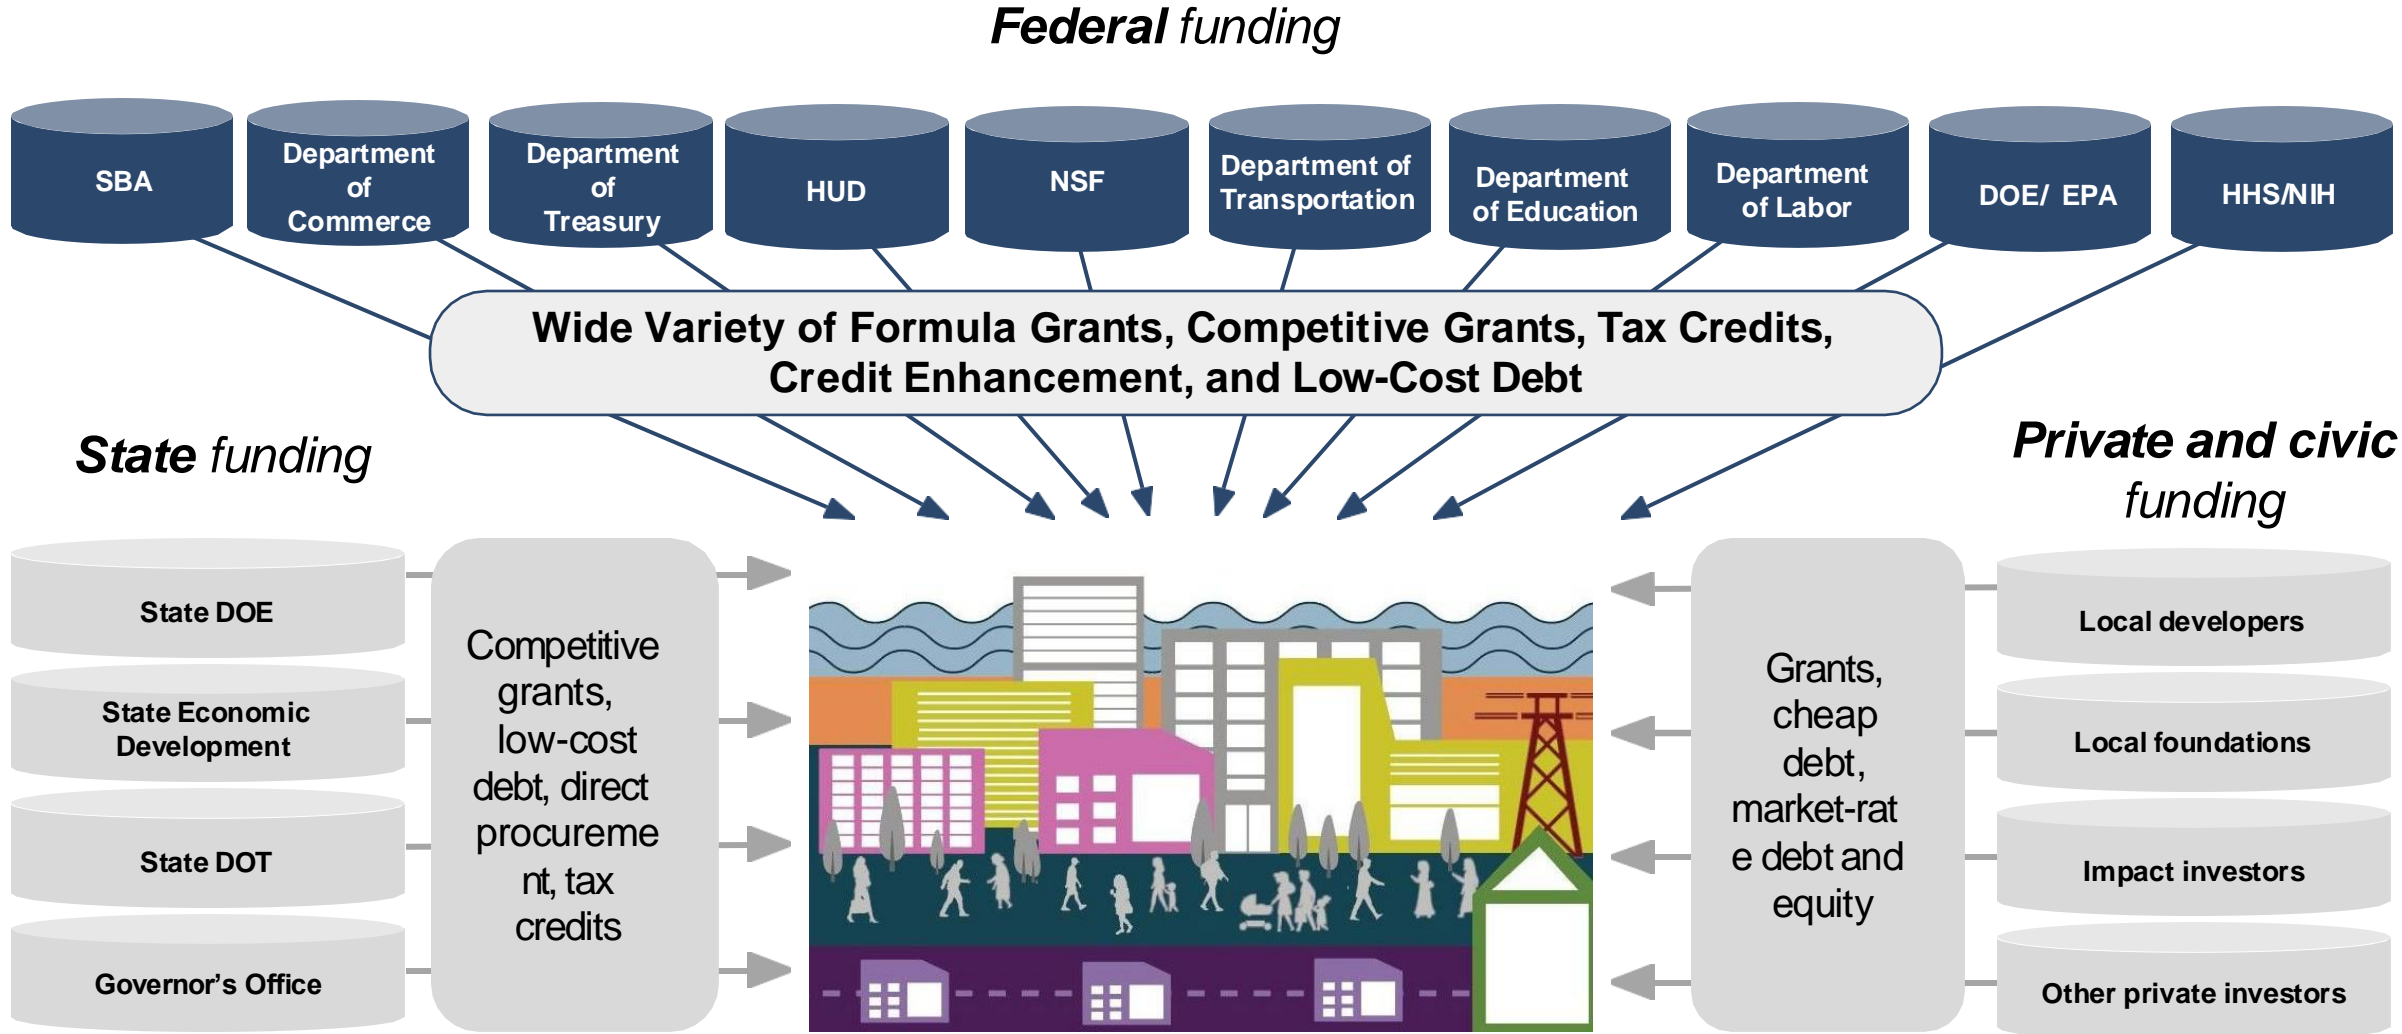 Federal funding
SBA
Department
of
Commerce
Department
of
Treasury
HUD
NSF
Department of
Transportation
Department
of Education
Department
of Labor
DOE/ EPA
HHS/NIH
Wide Variety of Formula Grants, Competitive Grants, Tax Credits,
Credit Enhancement, and Low-Cost Debt
State funding
State DOE
State Economic
Development
State DOT
Governor’s Office
Competitive
grants,
low-cost
debt, direct
procureme
nt, tax
credits
Private and civic
funding
Grants,
cheap
debt,
market-rat
e debt and
equity
Local developers
Local foundations
Impact investors
Other private investors